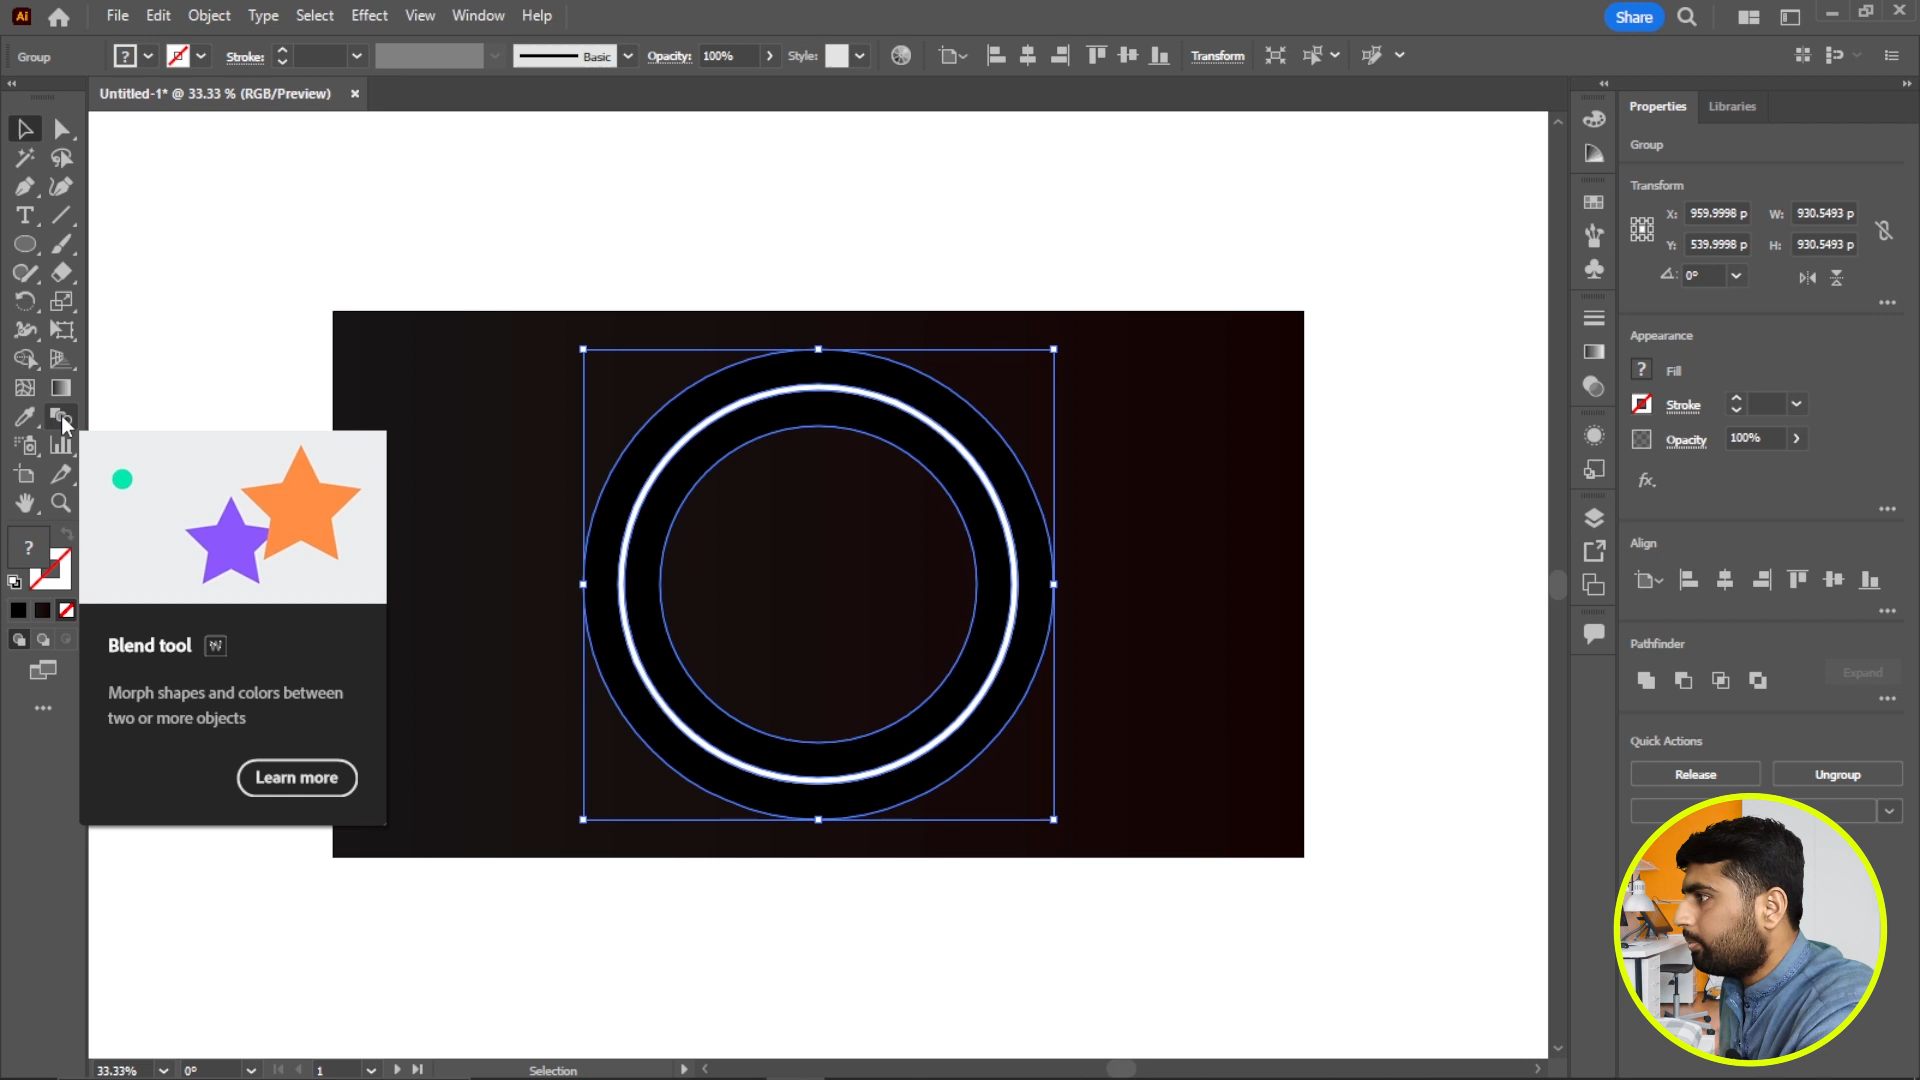 Ai File Edit Object Type Select Effect View Window Help Share
Group ? Stroke: Basic Opacity: 100% Style: Transform
Untitled-1* @ 33.33 % (RGB/Preview)
Properties Libraries
Group
Transform
X: 959.9998 p W: 930.5493 p
Y: 539.9998 p H: 930.5493 p
0°
Appearance
? Fill
Stroke
Opacity 100%
fx.
Align
Pathfinder
Expand
Quick Actions
Release Ungroup
T
?
Blend tool W
Morph shapes and colors between
two or more objects
Learn more
33.33% 0° 1 Selection